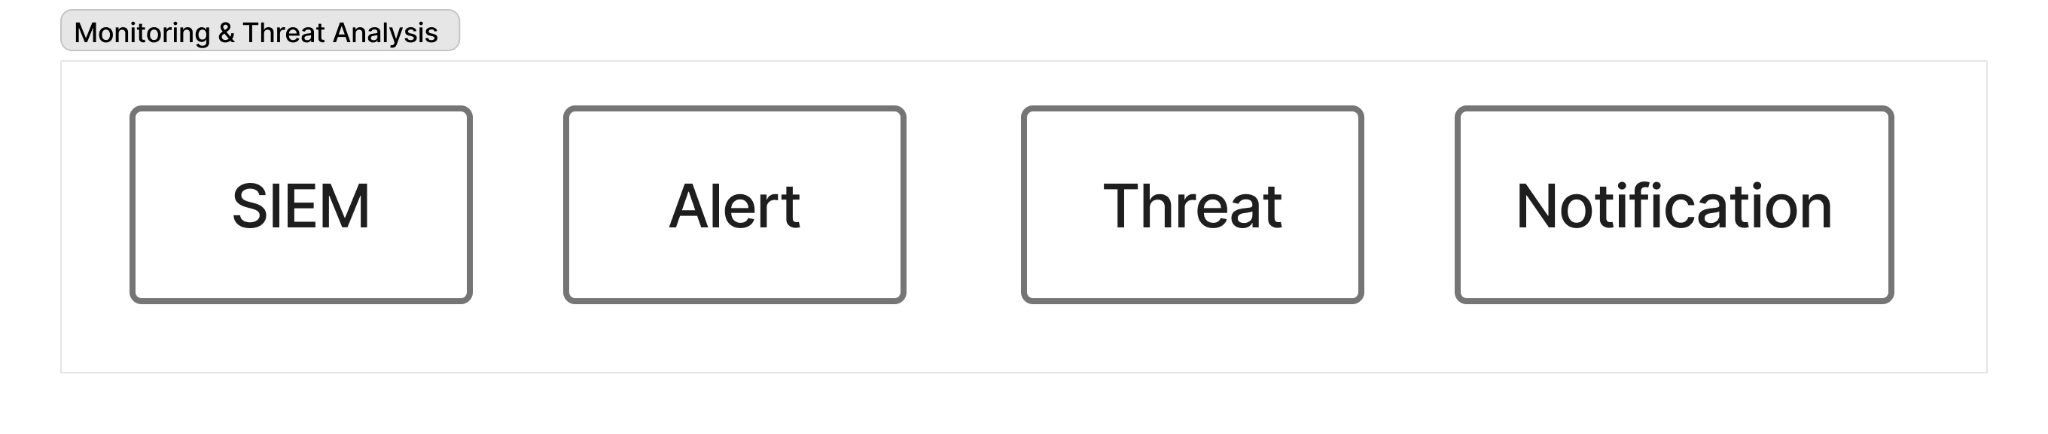 Monitoring & Threat Analysis
SIEM
Alert
Threat
Notification